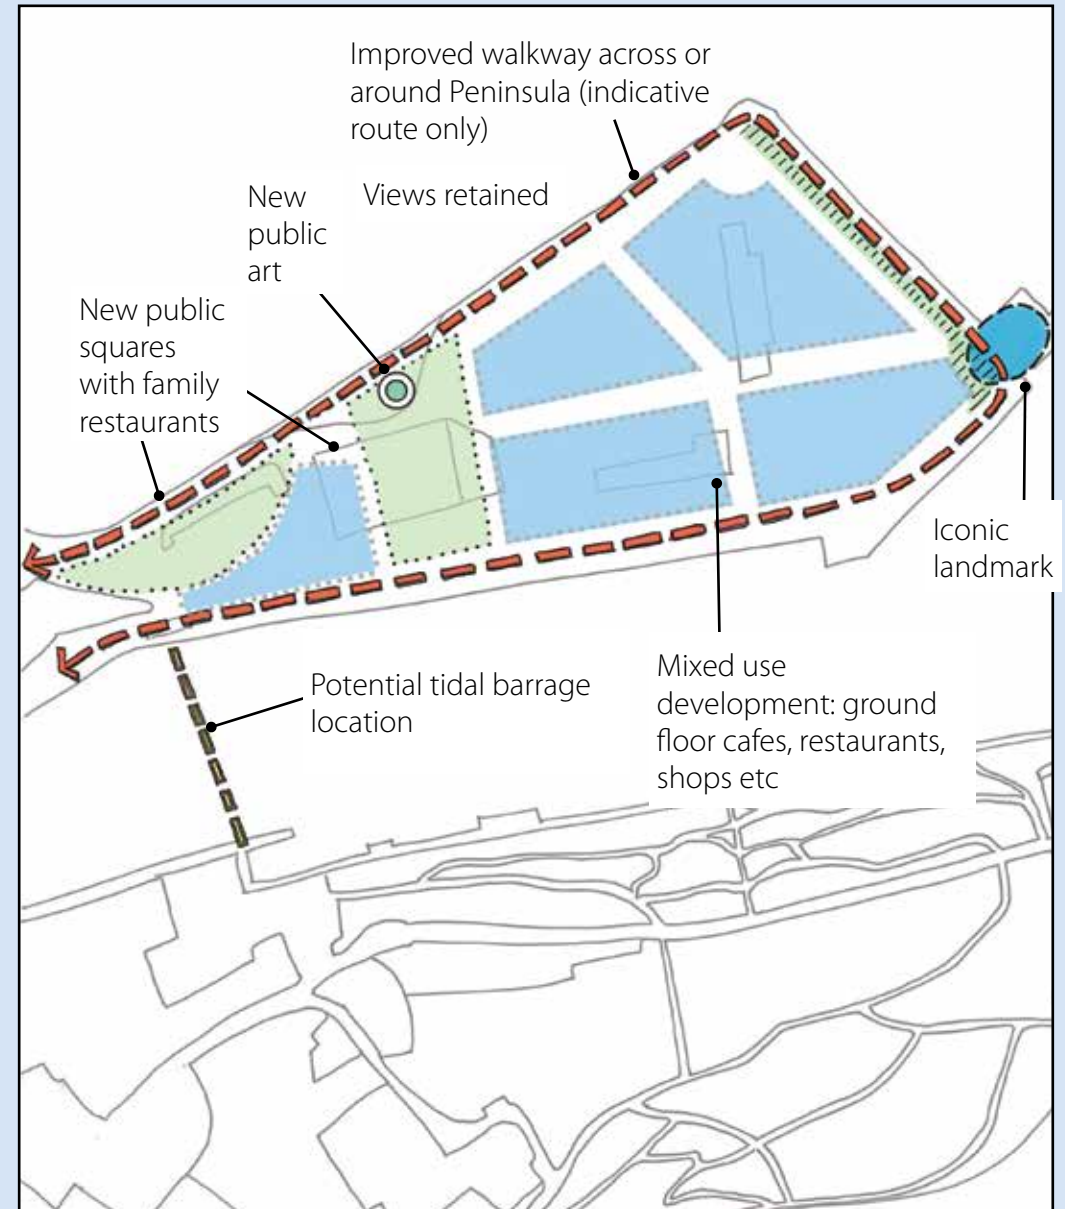 Improved walkway across or
around Peninsula (indicative
route only)
Views retained
New
public
art
New public
squares
with family
restaurants
Iconic
landmark
Mixed use
development: ground
floor cafes, restaurants,
shops etc
Potential tidal barrage
location